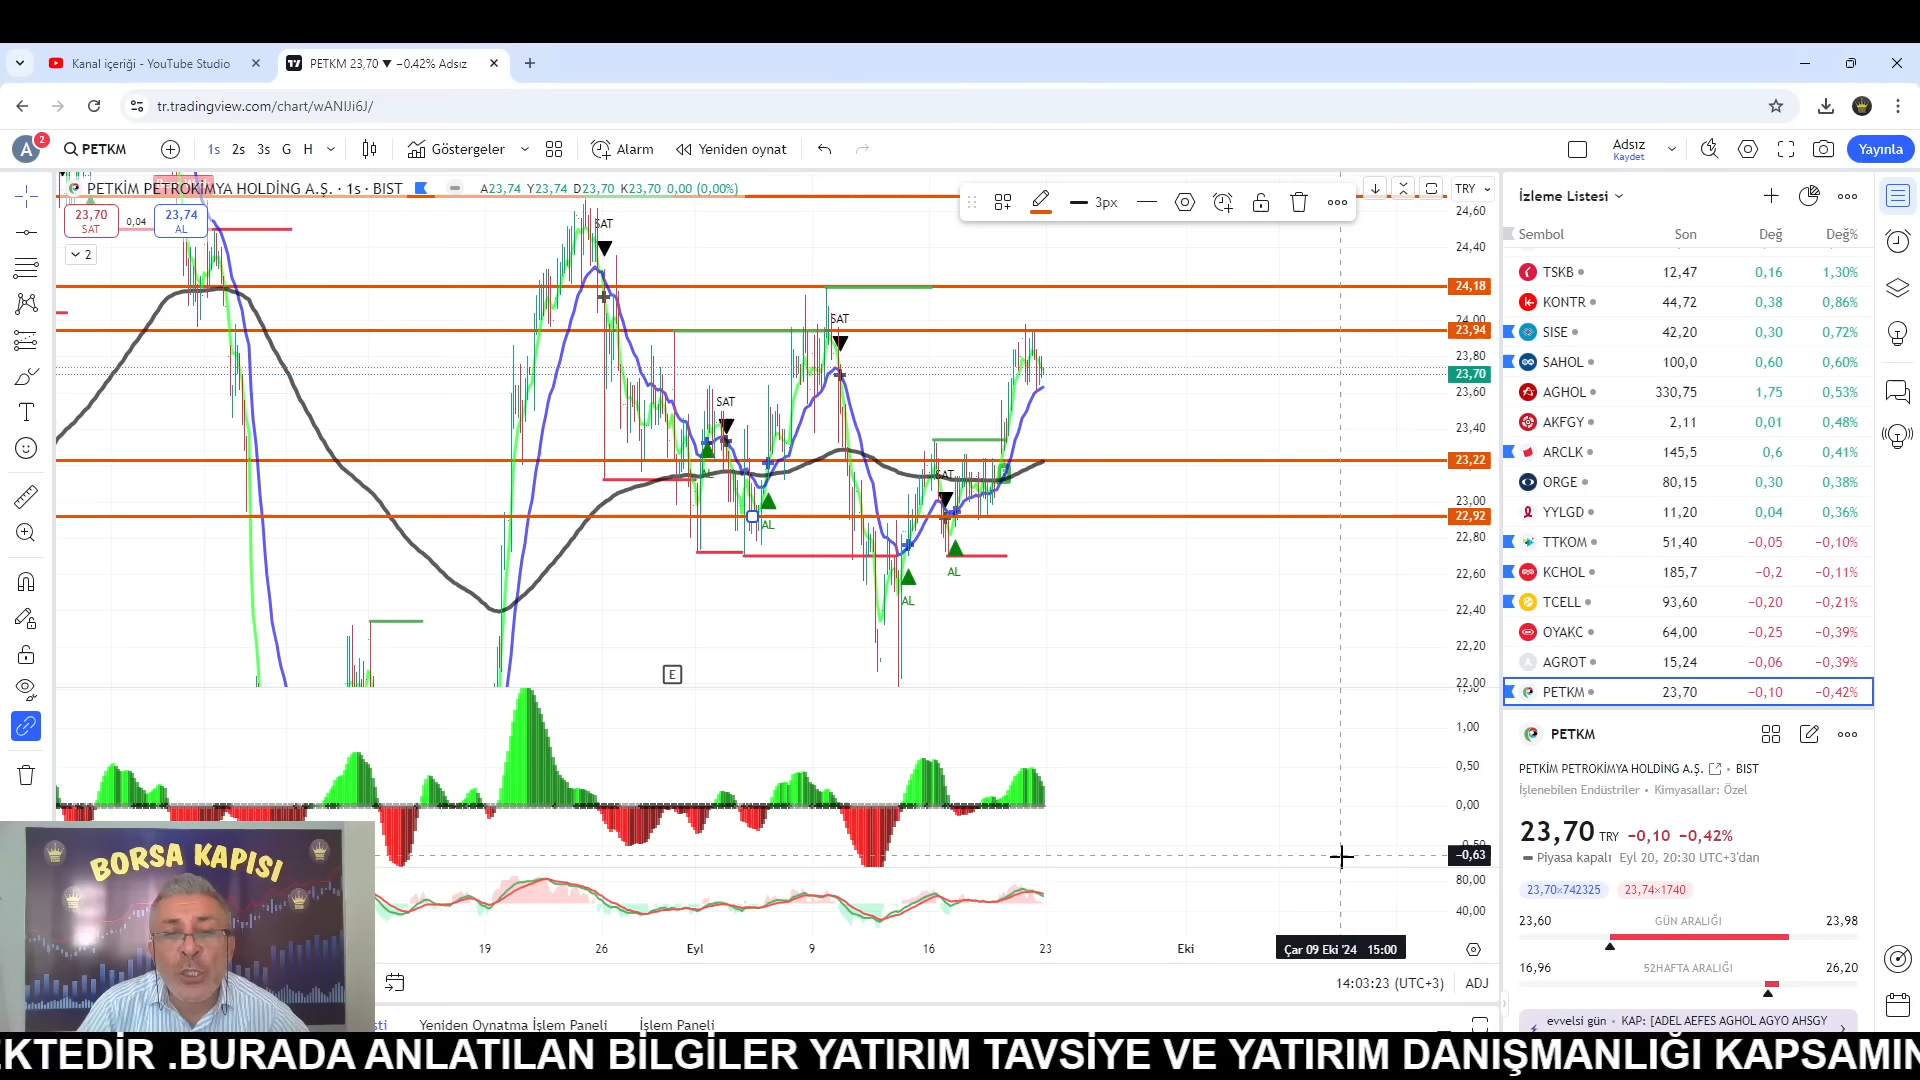 Kanal içeriği - YouTube Studio
PETKM 23,70 ▼ −0.42% Adsız
tr.tradingview.com/chart/wANlJi6J/
A 2
PETKM
1s 2s 3s G H
Göstergeler
Alarm
Yeniden oynat
Adsız
Kaydet
Yayınla
PETKİM PETROKİMYA HOLDİNG A.Ş. · 1s · BIST
A23,74 Y23,74 D23,70 K23,70 0,00 (0,00%)
23,70
SAT
0,04
23,74
AL
2
3px
TRY
24,60
24,40
24,18
24,00
23,94
23,80
23,70
23,60
23,40
23,22
23,00
22,92
22,80
22,60
22,40
22,20
22,00
1,00
0,50
0,00
−0,63
80,00
40,00
SAT
SAT
SAT
SAT
AL
AL
AL
AL
E
19
26
Eyl
9
16
23
Eki
Çar 09 Eki '24 15:00
14:03:23 (UTC+3)
ADJ
Yeniden Oynatma İşlem Paneli
İşlem Paneli
İzleme Listesi
Sembol Son Değ Değ%
TSKB 12,47 0,16 1,30%
KONTR 44,72 0,38 0,86%
SISE 42,20 0,30 0,72%
SAHOL 100,0 0,60 0,60%
AGHOL 330,75 1,75 0,53%
AKFGY 2,11 0,01 0,48%
ARCLK 145,5 0,6 0,41%
ORGE 80,15 0,30 0,38%
YYLGD 11,20 0,04 0,36%
TTKOM 51,40 −0,05 −0,10%
KCHOL 185,7 −0,2 −0,11%
TCELL 93,60 −0,20 −0,21%
OYAKC 64,00 −0,25 −0,39%
AGROT 15,24 −0,06 −0,39%
PETKM 23,70 −0,10 −0,42%
PETKM
PETKİM PETROKİMYA HOLDİNG A.Ş. • BIST
İşlenebilen Endüstriler • Kimyasallar: Özel
23,70 TRY −0,10 −0,42%
Piyasa kapalı Eyl 20, 20:30 UTC+3'dan
23,70×742325
23,74×1740
23,60 GÜN ARALIĞI 23,98
16,96 52HAFTA ARALIĞI 26,20
evvelsi gün • KAP: [ADEL AEFES AGHOL AGYO AHSGY
BORSA KAPISI
EKTEDİR .BURADA ANLATILAN BİLGİLER YATIRIM TAVSİYE VE YATIRIM DANIŞMANLIĞI KAPSAMIN